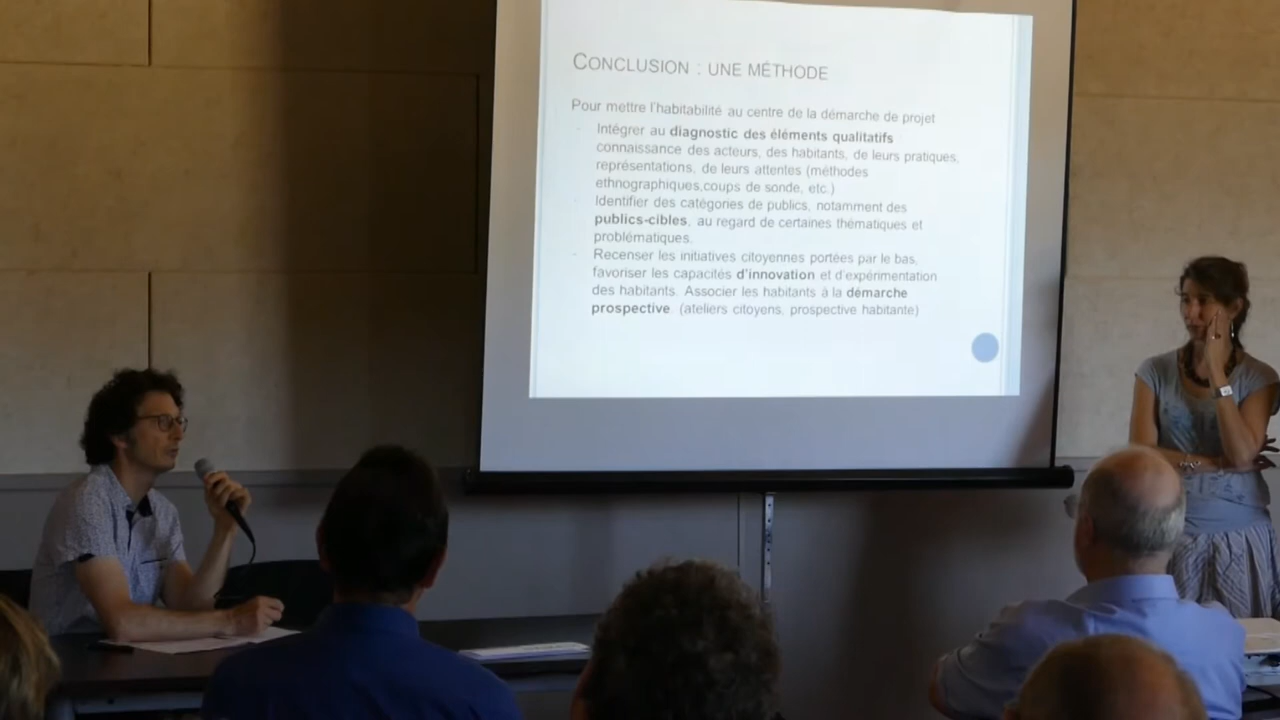 CONCLUSION : UNE MÉTHODE
Pour mettre l'habitabilité au centre de la démarche de projet
Intégrer au diagnostic des éléments qualitatifs
connaissance des acteurs, des habitants, de leurs pratiques,
représentations, de leurs attentes (méthodes
ethnographiques,coups de sonde, etc.)
Identifier des catégories de publics, notamment des
publics-cibles, au regard de certaines thématiques et
problématiques.
- Recenser les initiatives citoyennes portées par le bas,
favoriser les capacités d'innovation et d'expérimentation
des habitants. Associer les habitants à la démarche
prospective. (ateliers citoyens, prospective habitante)